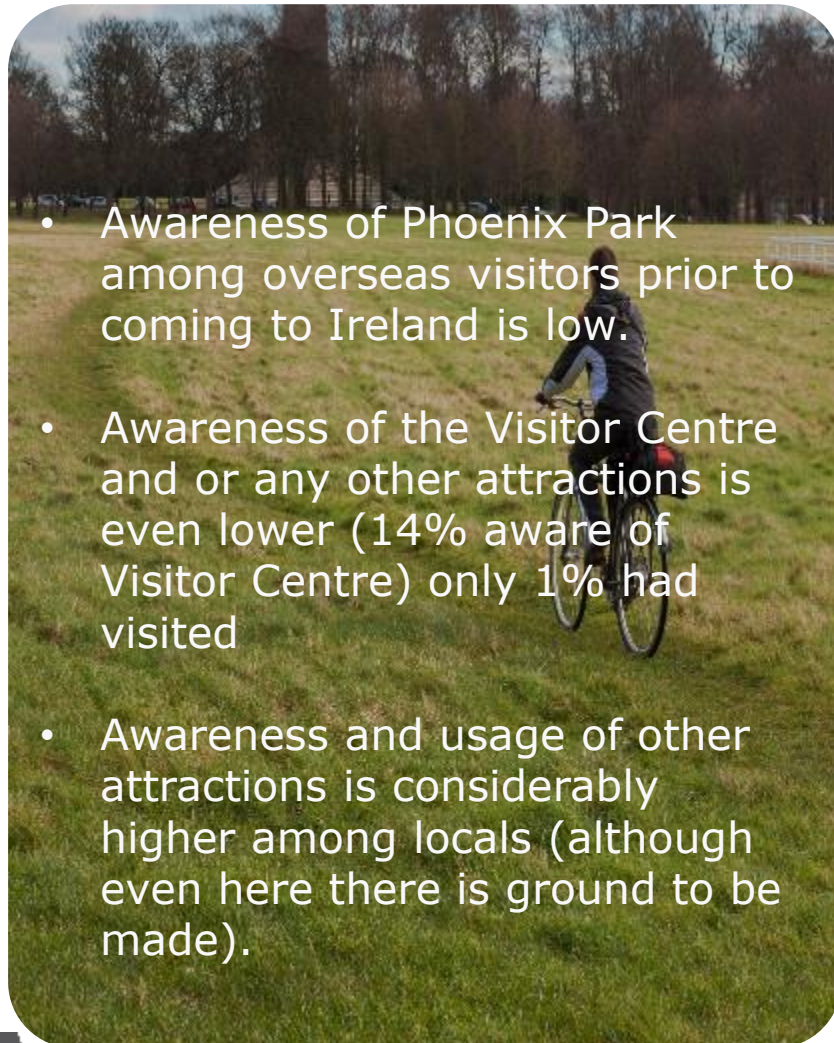 • Awareness of Phoenix Park
among overseas visitors prior to
coming to Ireland is low.
• Awareness of the Visitor Centre
and or any other attractions is
even lower (14% aware of
Visitor Centre) only 1% had
visited
• Awareness and usage of other
attractions is considerably
higher among locals (although
even here there is ground to be
made).